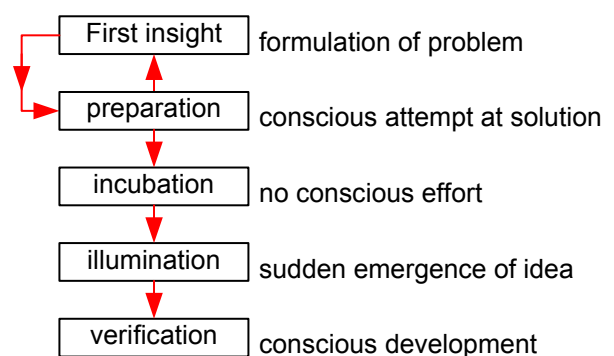 First insight
formulation of problem
preparation
conscious attempt at solution
incubation
no conscious effort
illumination
sudden emergence of idea
verification
conscious development